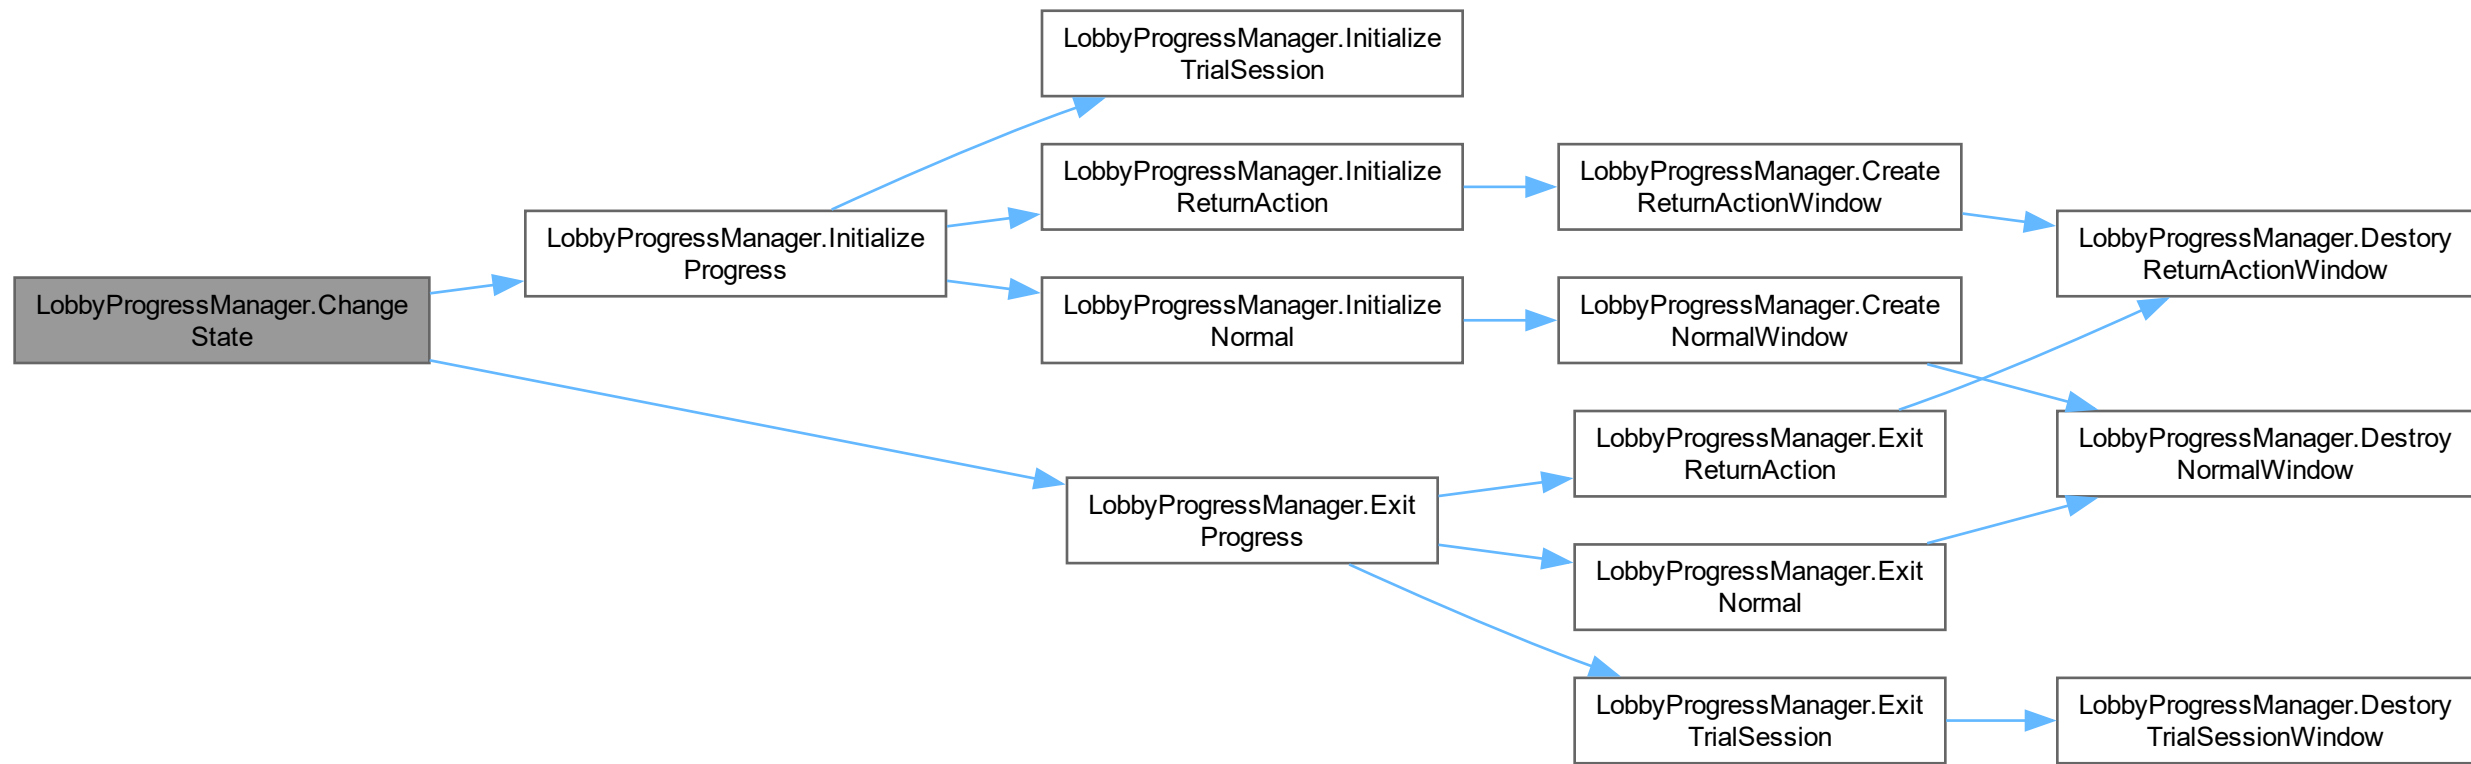 LobbyProgressManager.Change
State
LobbyProgressManager.Initialize
Progress
LobbyProgressManager.Initialize
TrialSession
LobbyProgressManager.Initialize
ReturnAction
LobbyProgressManager.Initialize
Normal
LobbyProgressManager.Create
ReturnActionWindow
LobbyProgressManager.Create
NormalWindow
LobbyProgressManager.Destory
ReturnActionWindow
LobbyProgressManager.Destroy
NormalWindow
LobbyProgressManager.Exit
Progress
LobbyProgressManager.Exit
ReturnAction
LobbyProgressManager.Exit
Normal
LobbyProgressManager.Exit
TrialSession
LobbyProgressManager.Destory
TrialSessionWindow